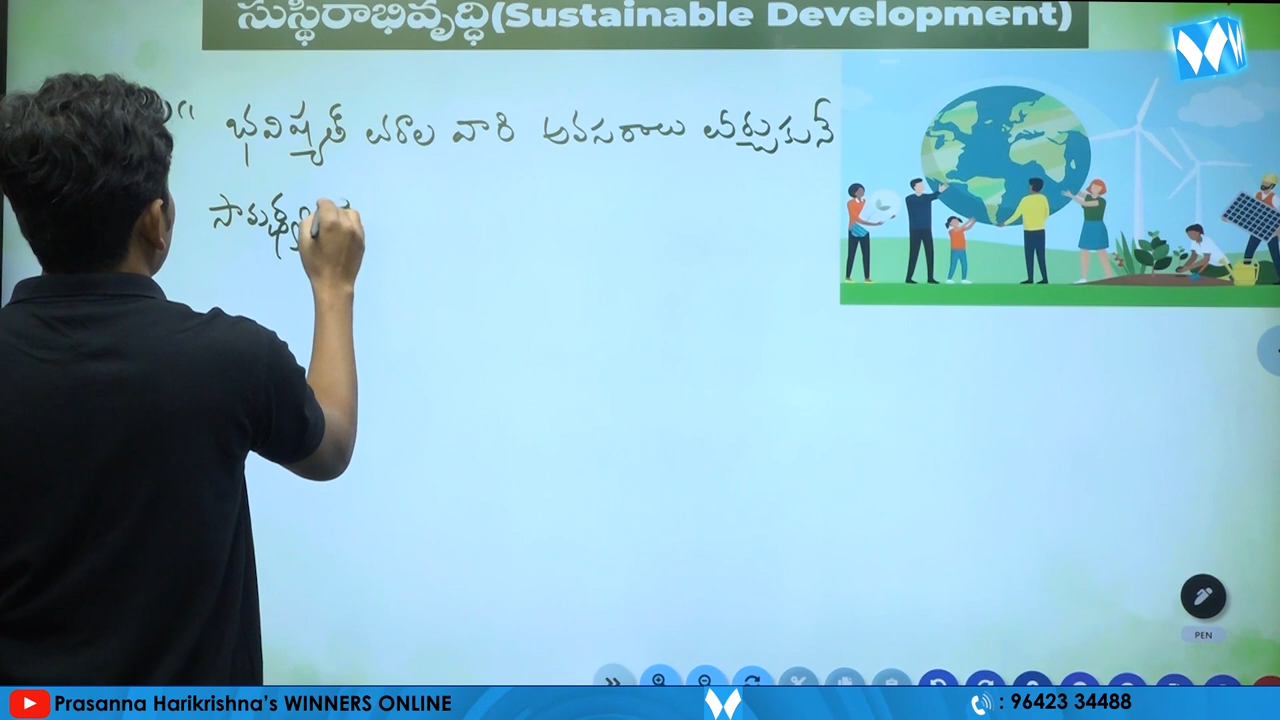 సుస్థిరాభివృద్ధి(Sustainable Development)
" భవిష్యత్ తరాల వారి అవసరాలు తీర్చుకునే
PEN
Prasanna Harikrishna's WINNERS ONLINE
: 96423 34488